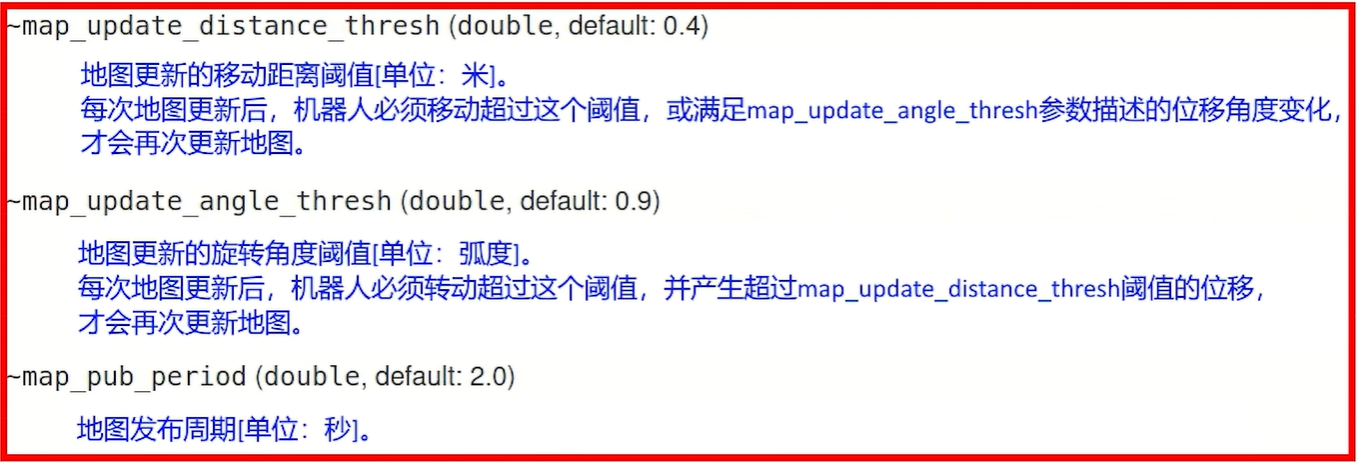 ~map_update_distance_thresh (double, default: 0.4)
地图更新的移动距离阈值[单位：米]。
每次地图更新后，机器人必须移动超过这个阈值，或满足map_update_angle_thresh参数描述的位移角度变化，
才会再次更新地图。
~map_update_angle_thresh (double, default: 0.9)
地图更新的旋转角度阈值[单位：弧度]。
每次地图更新后，机器人必须转动超过这个阈值，并产生超过map_update_distance_thresh阈值的位移，
才会再次更新地图。
~map_pub_period (double, default: 2.0)
地图发布周期[单位：秒]。